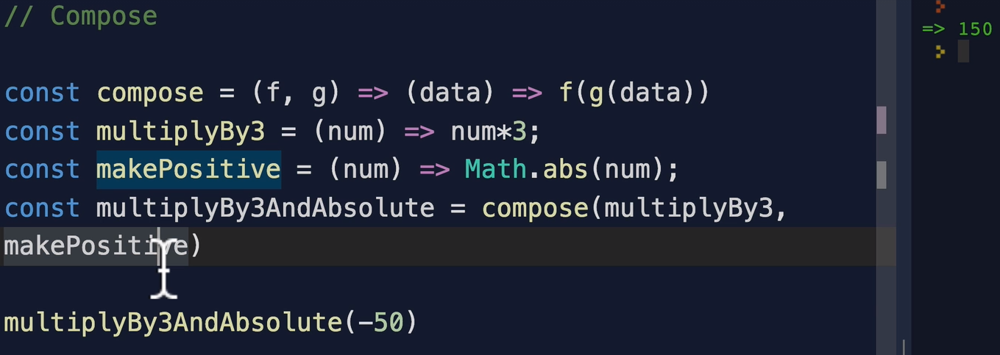 // Compose
const compose = (f, g) => (data) => f(g(data))
const multiplyBy3 = (num) => num*3;
const makePositive = (num) => Math.abs(num);
const multiplyBy3AndAbsolute = compose(multiplyBy3,
makePositive)
multiplyBy3AndAbsolute(-50)
=> 150